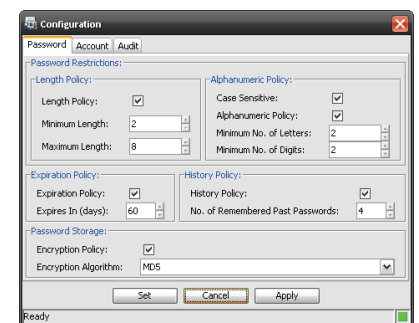 Configuration
Password Account Audit
Password Restrictions:
Length Policy:
Length Policy:
Minimum Length: 2
Maximum Length: 8
Alphanumeric Policy:
Case Sensitive:
Alphanumeric Policy:
Minimum No. of Letters: 2
Minimum No. of Digits: 2
Expiration Policy:
Expiration Policy:
Expires In (days): 60
History Policy:
History Policy:
No. of Remembered Past Passwords: 4
Password Storage:
Encryption Policy:
Encryption Algorithm: MD5
Set Cancel Apply
Ready